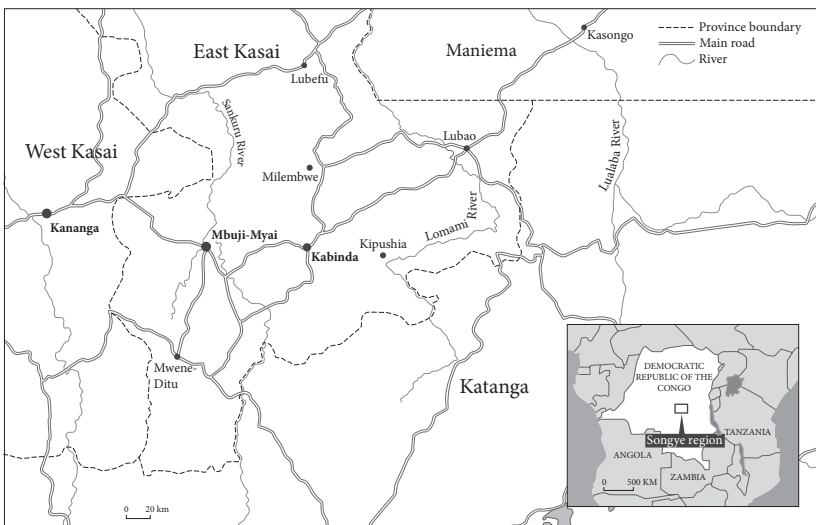 East Kasai
Maniema
Kasongo
Province boundary
Main road
River
Lubefu
Sankuru River
West Kasai
Lubao
Lualaba River
Milembwe
Kananga
Lomami
River
Mbuji-Myai
Kabinda
Kipushia
Mwene-
Ditu
Katanga
DEMOCRATIC
REPUBLIC OF THE
CONGO
TANZANIA
Songye region
ANGOLA
ZAMBIA
0 500 KM
0 20 km